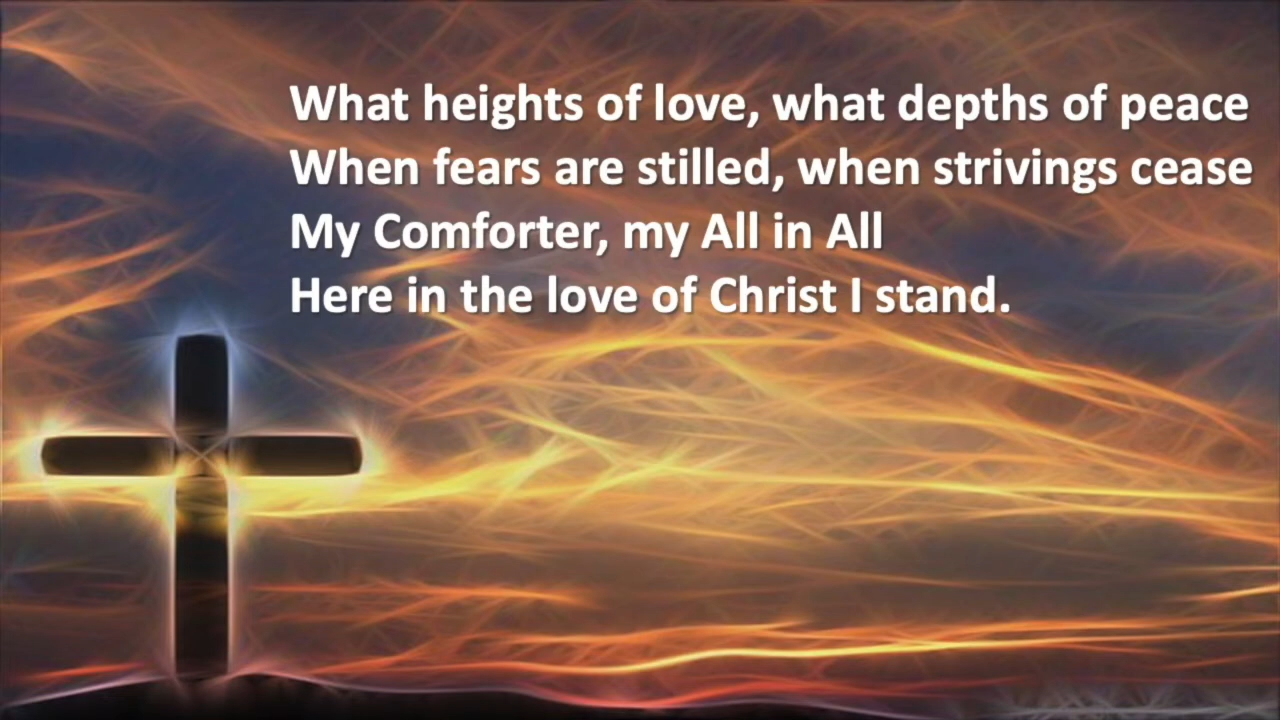 What heights of love, what depths of peace
When fears are stilled, when strivings cease
My Comforter, my All in All
Here in the love of Christ I stand.